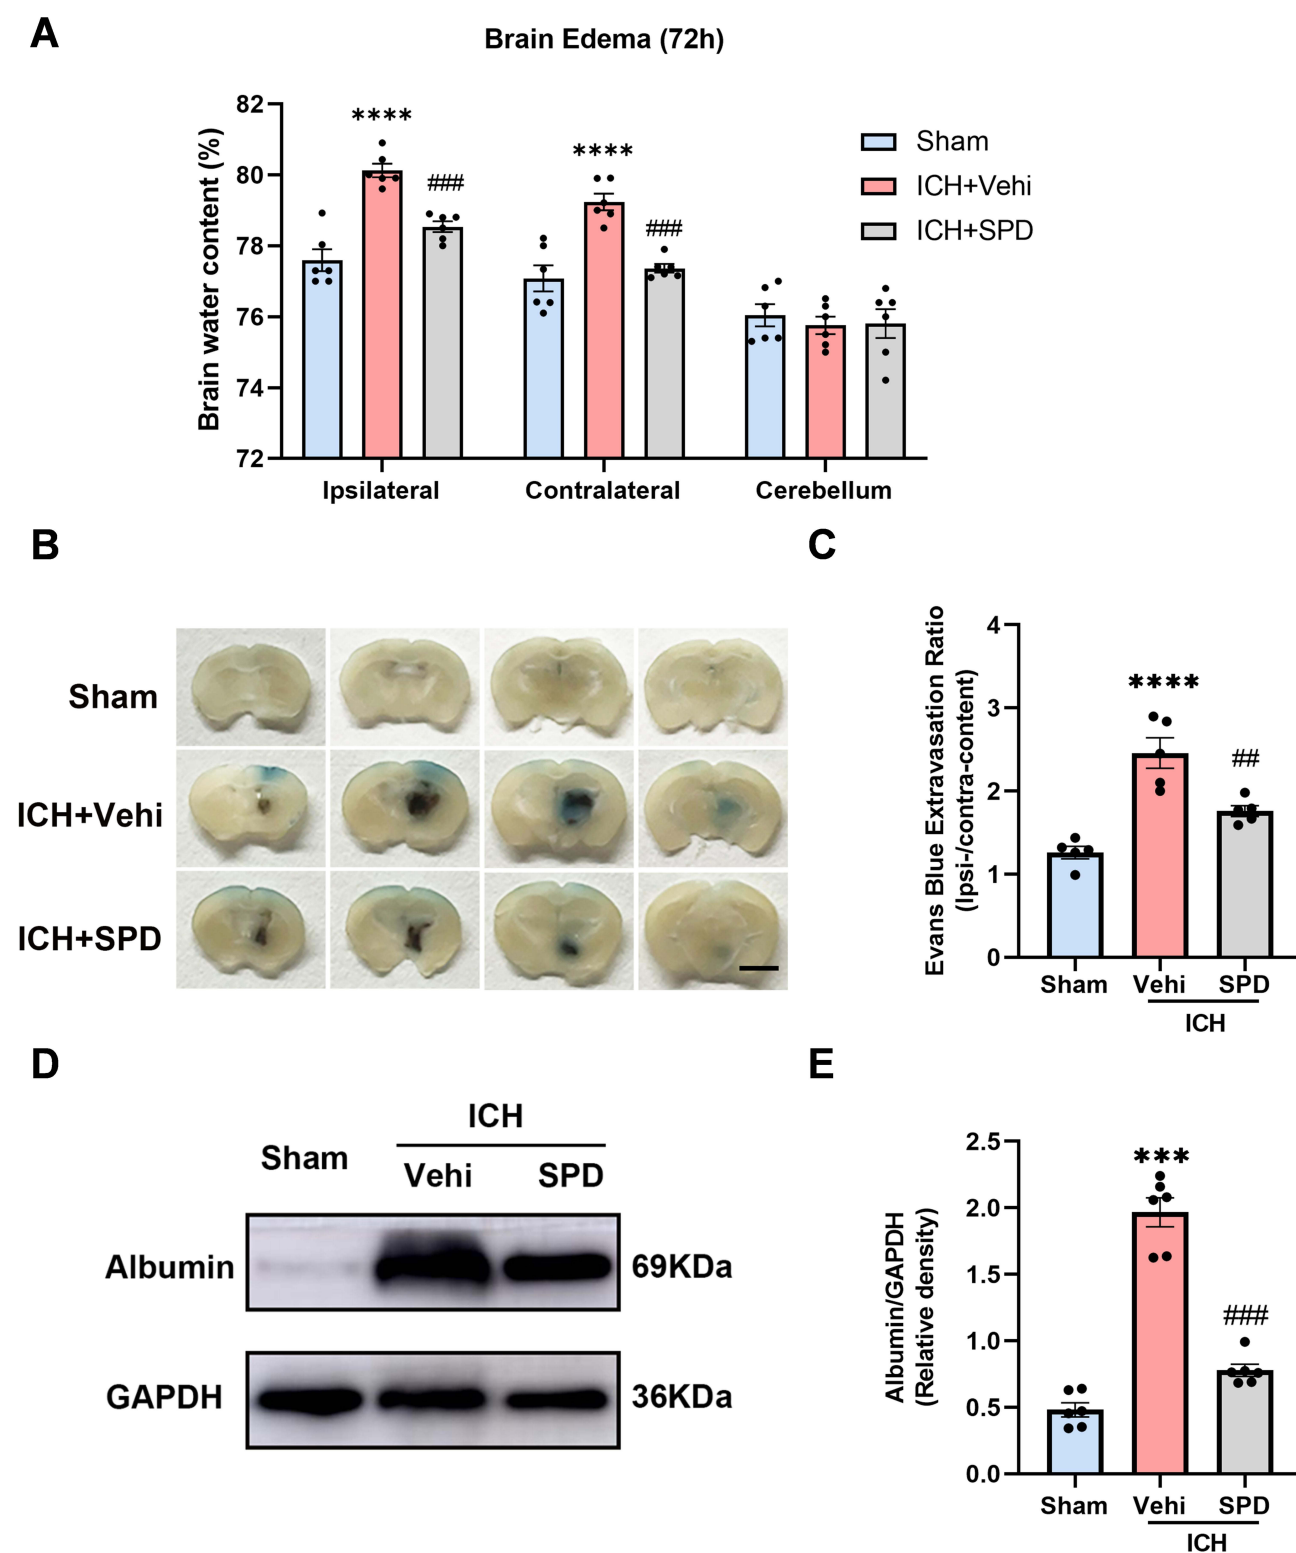 A
Brain Edema (72h)
Brain water content (%)
82
80
78
76
74
72
****
###
****
###
Sham
ICH+Vehi
ICH+SPD
Ipsilateral
Contralateral
Cerebellum
B
Sham
ICH+Vehi
ICH+SPD
C
Evans Blue Extravasation Ratio
(Ipsi-/contra-content)
4
3
2
1
0
****
##
Sham
Vehi
SPD
ICH
D
ICH
Sham
Vehi
SPD
Albumin
69KDa
GAPDH
36KDa
E
Albumin/GAPDH
(Relative density)
2.5
2.0
1.5
1.0
0.5
0.0
***
###
Sham
Vehi
SPD
ICH